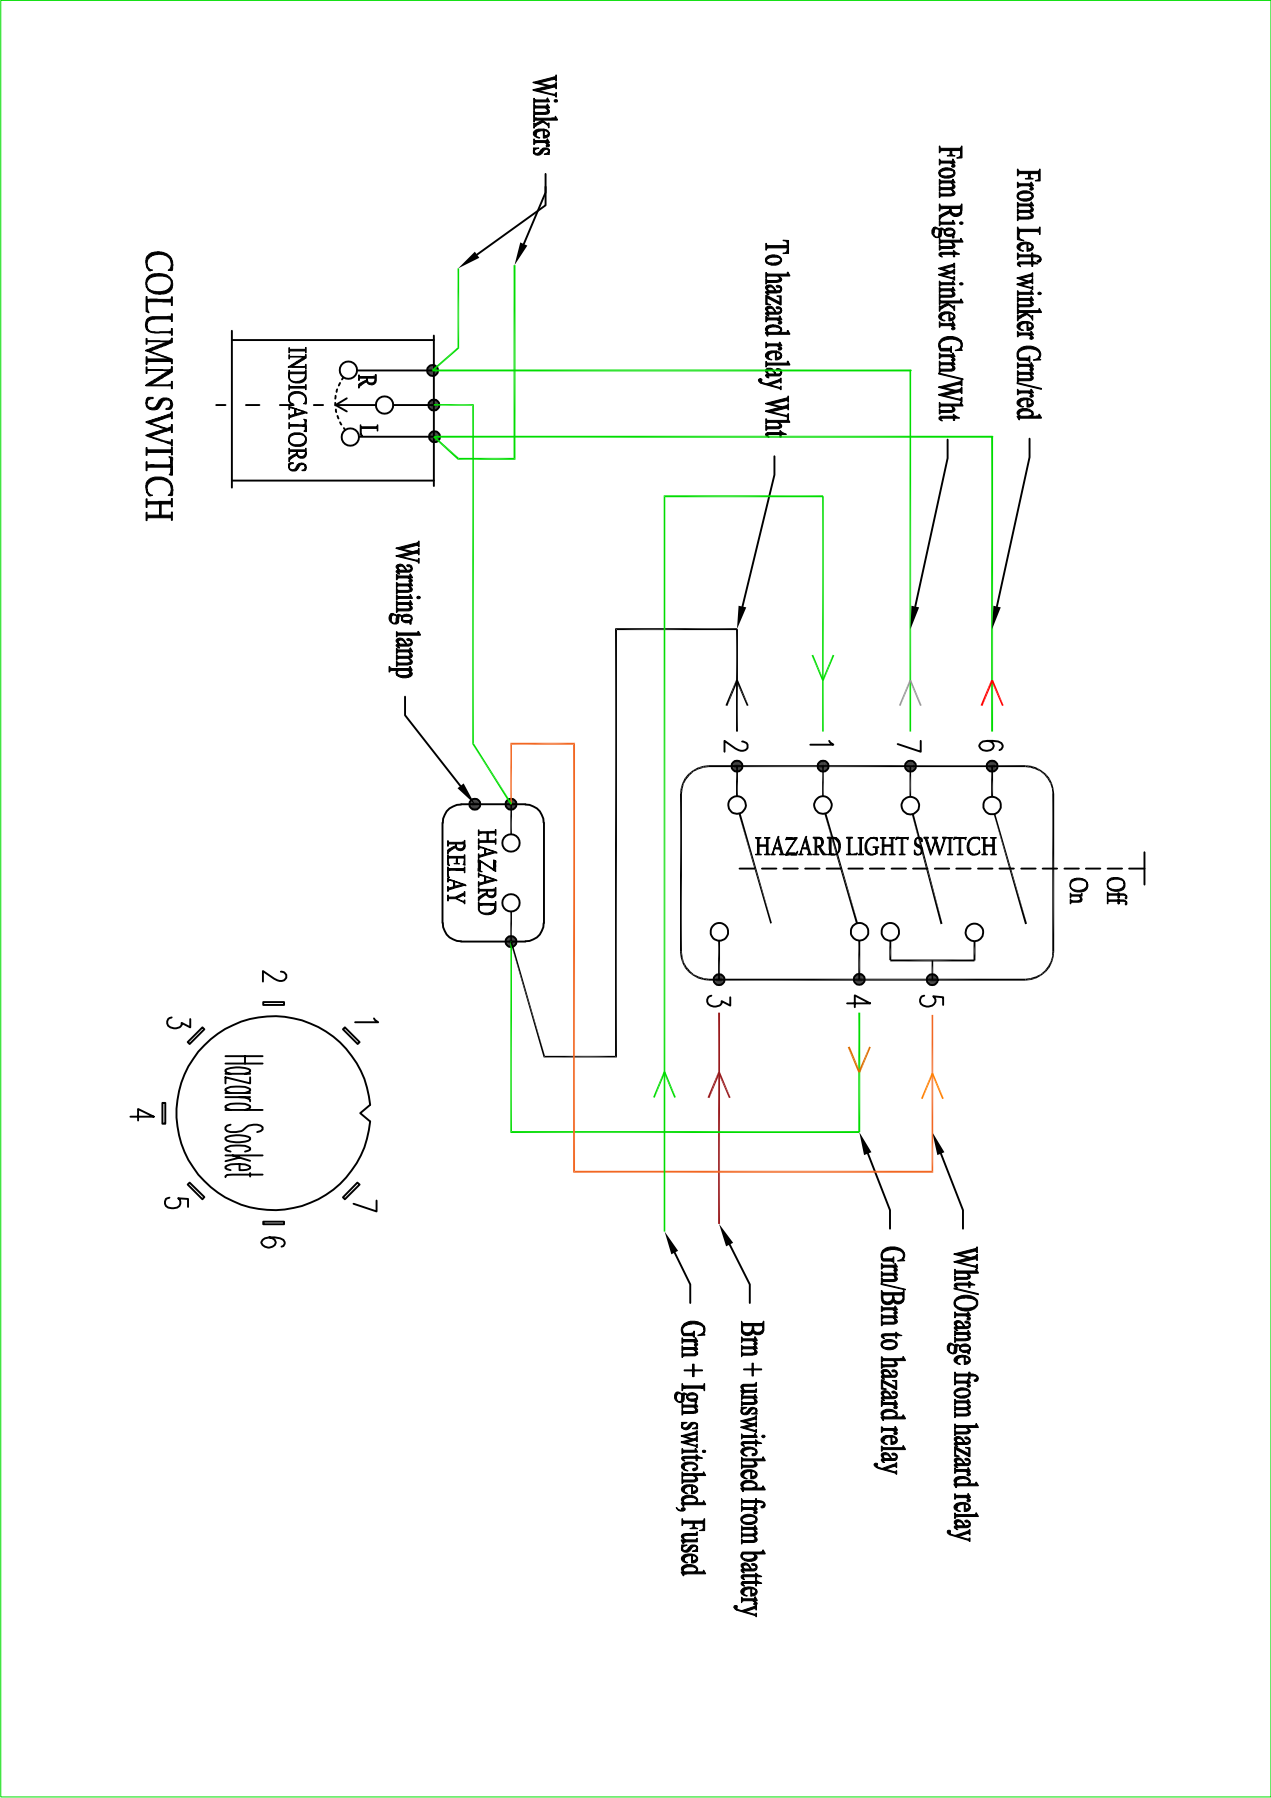 From Left winker Grn/red
From Right winker Grn/Wht
To hazard relay Wht
Winkers
COLUMN SWITCH
INDICATORS
R
L
Warning lamp
HAZARD
RELAY
6
7
1
2
HAZARD LIGHT SWITCH
Off
On
5
4
3
Wht/Orange from hazard relay
Grn/Brn to hazard relay
Brn + unswitched from battery
Grn + Ign switched, Fused
Hazard Socket
1
2
3
4
5
6
7